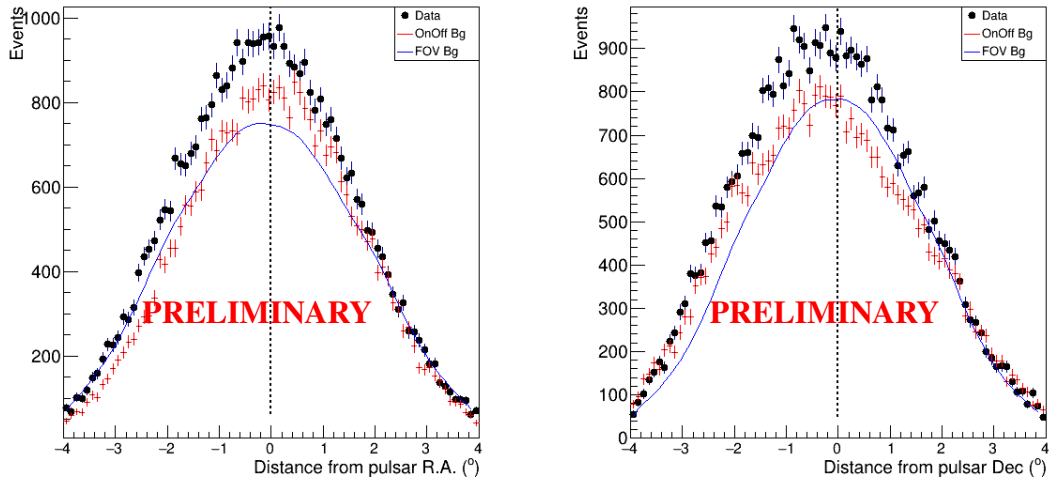 Events
1000
800
600
400
200
Data
OnOff Bg
FOV Bg
PRELIMINARY
−4 −3 −2 −1 0 1 2 3 4
Distance from pulsar R.A. (°)
Events
900
800
700
600
500
400
300
200
100
0
Data
OnOff Bg
FOV Bg
PRELIMINARY
−4 −3 −2 −1 0 1 2 3 4
Distance from pulsar Dec (°)